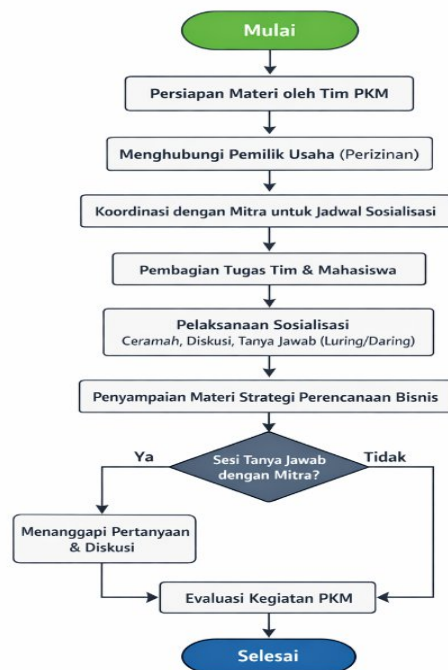 Mulai
Persiapan Materi oleh Tim PKM
Menghubungi Pemilik Usaha (Perizinan)
Koordinasi dengan Mitra untuk Jadwal Sosialisasi
Pembagian Tugas Tim & Mahasiswa
Pelaksanaan Sosialisasi
Ceramah, Diskusi, Tanya Jawab (Luring/Daring)
Penyampaian Materi Strategi Perencanaan Bisnis
Sesi Tanya Jawab
dengan Mitra?
Ya
Tidak
Menanggapi Pertanyaan
& Diskusi
Evaluasi Kegiatan PKM
Selesai